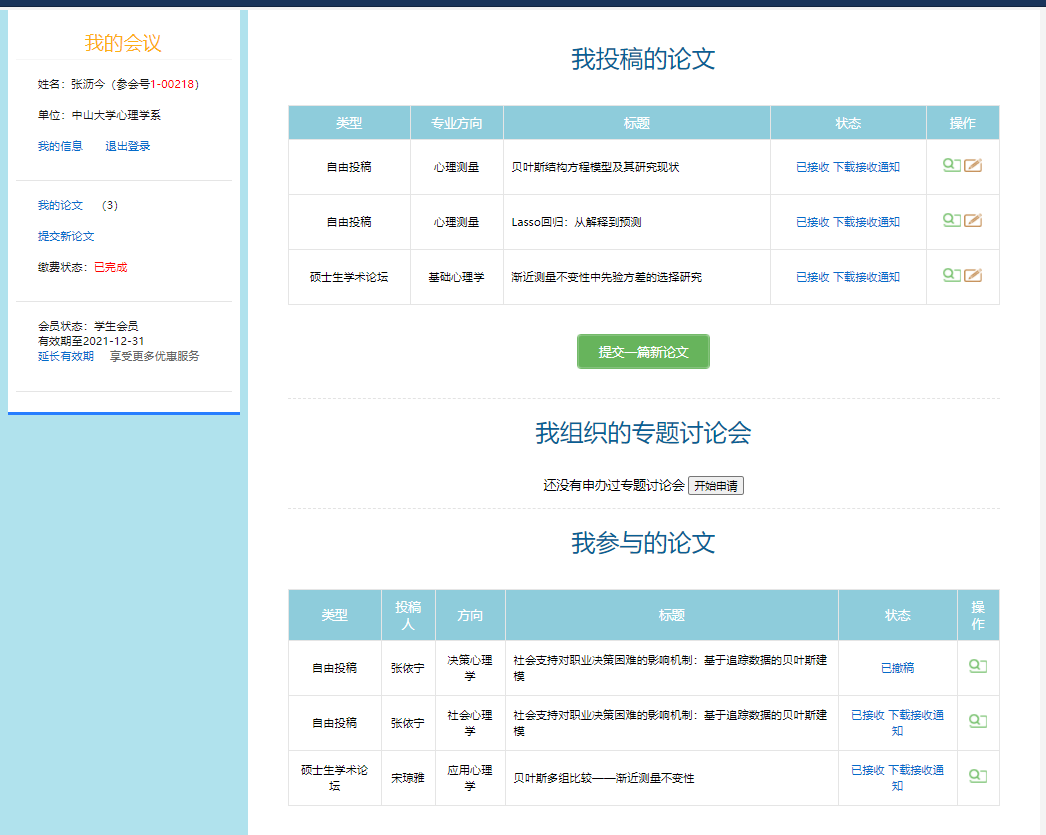 我的会议
姓名：张沥今（参会号1-00218）
单位：中山大学心理学系
我的信息 退出登录
我的论文 （3）
提交新论文
缴费状态：已完成
会员状态：学生会员
有效期至2021-12-31
延长有效期 享受更多优惠服务
我投稿的论文
类型 专业方向 标题 状态 操作
自由投稿 心理测量 贝叶斯结构方程模型及其研究现状 已接收 下载接收通知
自由投稿 心理测量 Lasso回归：从解释到预测 已接收 下载接收通知
硕士生学术论坛 基础心理学 渐近测量不变性中先验方差的选择研究 已接收 下载接收通知
提交一篇新论文
我组织的专题讨论会
还没有申办过专题讨论会 开始申请
我参与的论文
类型 投稿人 方向 标题 状态 操作
自由投稿 张依宁 决策心理学 社会支持对职业决策困难的影响机制：基于追踪数据的贝叶斯建模 已撤稿
自由投稿 张依宁 社会心理学 社会支持对职业决策困难的影响机制：基于追踪数据的贝叶斯建模 已接收 下载接收通知
硕士生学术论坛 宋琼雅 应用心理学 贝叶斯多组比较——渐近测量不变性 已接收 下载接收通知